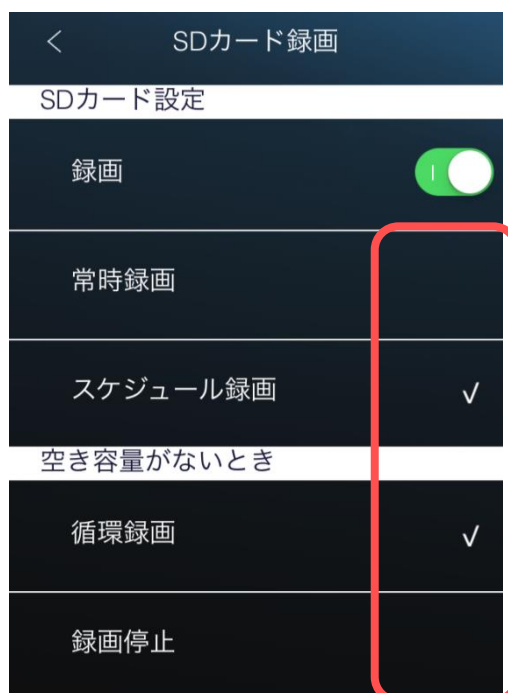 SDカード録画
SDカード設定
録画
常時録画
スケジュール録画
空き容量がないとき
循環録画
録画停止